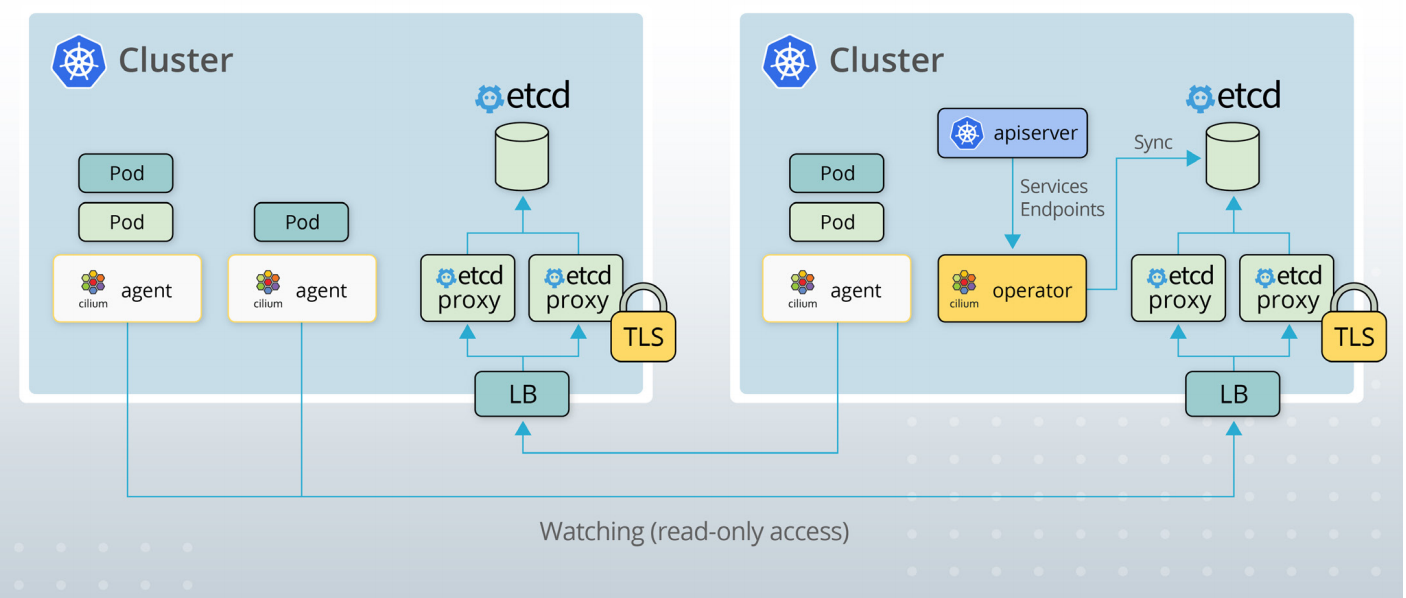 Cluster
etcd
Pod
Pod
Pod
cilium
agent
cilium
agent
etcd
proxy
etcd
proxy
TLS
LB
Cluster
etcd
apiserver
Sync
Services
Endpoints
Pod
Pod
cilium
agent
cilium
operator
etcd
proxy
etcd
proxy
TLS
LB
Watching (read-only access)